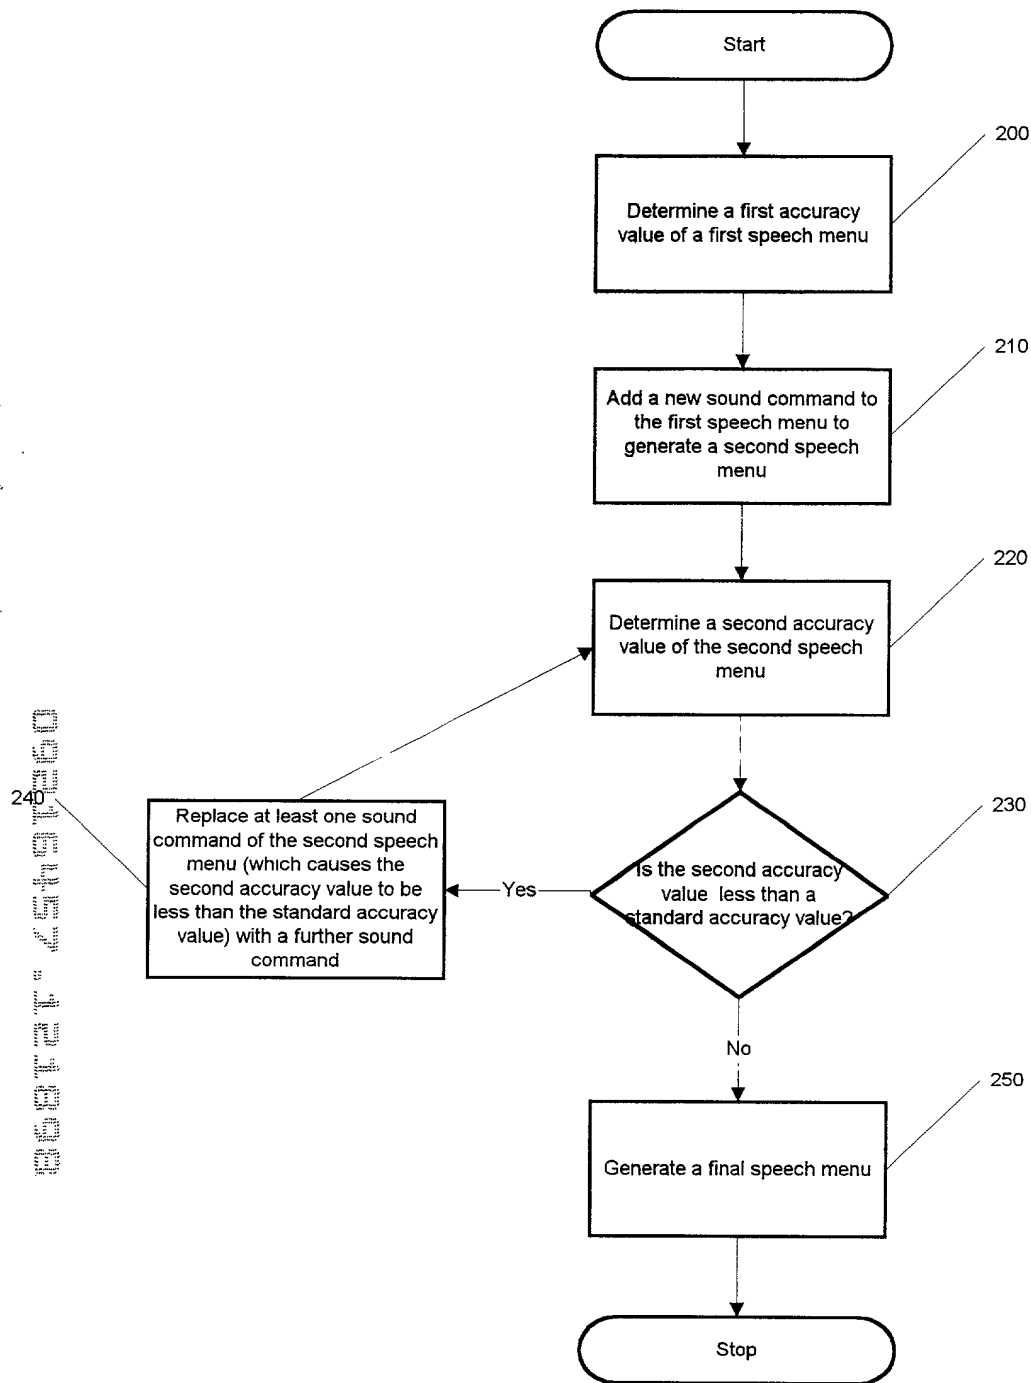 Start
200
Determine a first accuracy
value of a first speech menu
210
Add a new sound command to
the first speech menu to
generate a second speech
menu
220
Determine a second accuracy
value of the second speech
menu
240
Replace at least one sound
command of the second speech
menu (which causes the
second accuracy value to be
less than the standard accuracy
value) with a further sound
command
Yes
230
Is the second accuracy
value less than a
standard accuracy value?
No
250
Generate a final speech menu
Stop